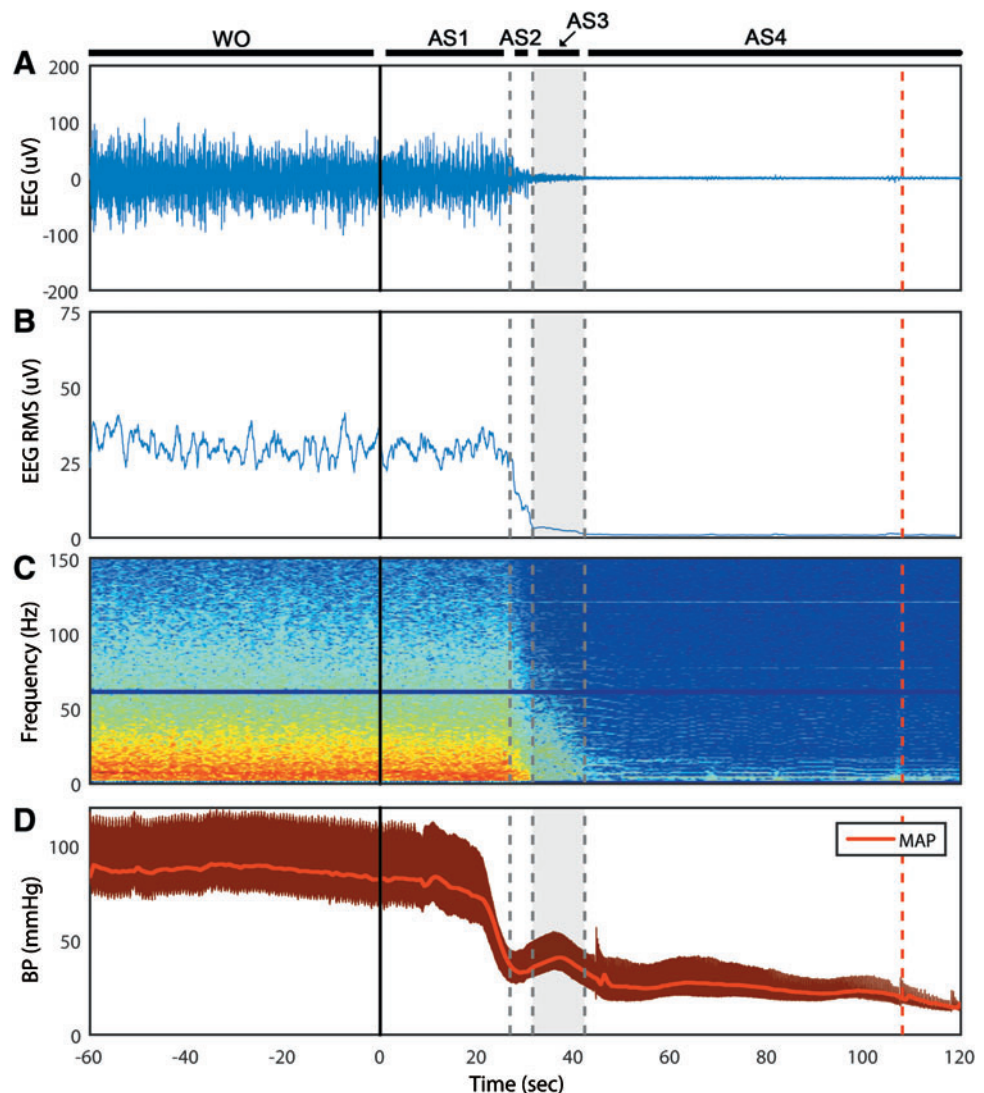 WO AS1 AS2 AS3 AS4
A
200
100
0
-100
-200
EEG (uV)
B
75
50
25
0
EEG RMS (uV)
C
150
100
50
0
Frequency (Hz)
D
100
50
0
BP (mmHg)
MAP
-60 -40 -20 0 20 40 60 80 100 120
Time (sec)